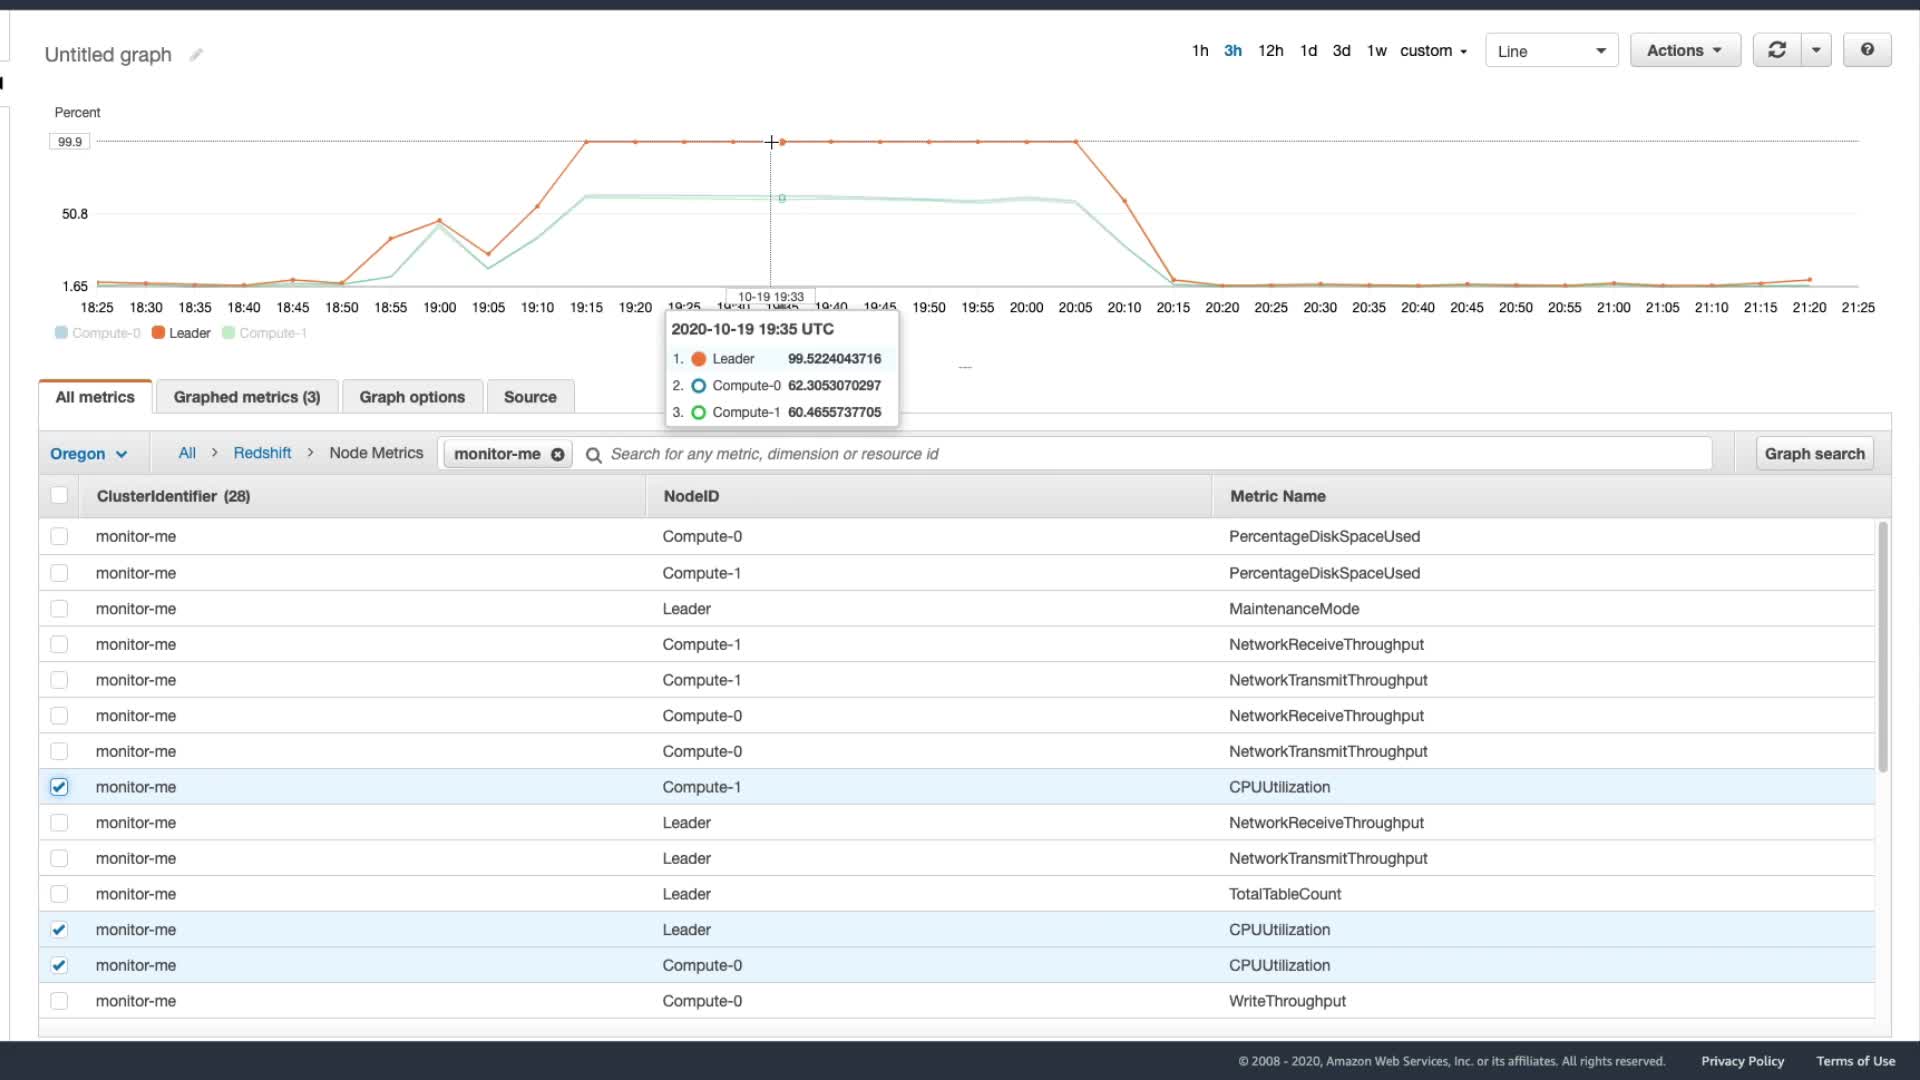 Untitled graph
1h 3h 12h 1d 3d 1w custom Line Actions
Percent
99.9
50.8
1.65
10-19 19:33
18:25 18:30 18:35 18:40 18:45 18:50 18:55 19:00 19:05 19:10 19:15 19:20 19:25 19:30 19:40 19:45 19:50 19:55 20:00 20:05 20:10 20:15 20:20 20:25 20:30 20:35 20:40 20:45 20:50 20:55 21:00 21:05 21:10 21:15 21:20 21:25
Compute-0 Leader Compute-1
2020-10-19 19:35 UTC
1. Leader 99.5224043716
2. Compute-0 62.3053070297
3. Compute-1 60.4655737705
All metrics Graphed metrics (3) Graph options Source
Oregon All > Redshift > Node Metrics monitor-me Search for any metric, dimension or resource id Graph search
ClusterIdentifier (28) NodeID Metric Name
monitor-me Compute-0 PercentageDiskSpaceUsed
monitor-me Compute-1 PercentageDiskSpaceUsed
monitor-me Leader MaintenanceMode
monitor-me Compute-1 NetworkReceiveThroughput
monitor-me Compute-1 NetworkTransmitThroughput
monitor-me Compute-0 NetworkReceiveThroughput
monitor-me Compute-0 NetworkTransmitThroughput
monitor-me Compute-1 CPUUtilization
monitor-me Leader NetworkReceiveThroughput
monitor-me Leader NetworkTransmitThroughput
monitor-me Leader TotalTableCount
monitor-me Leader CPUUtilization
monitor-me Compute-0 CPUUtilization
monitor-me Compute-0 WriteThroughput
© 2008 - 2020, Amazon Web Services, Inc. or its affiliates. All rights reserved. Privacy Policy Terms of Use